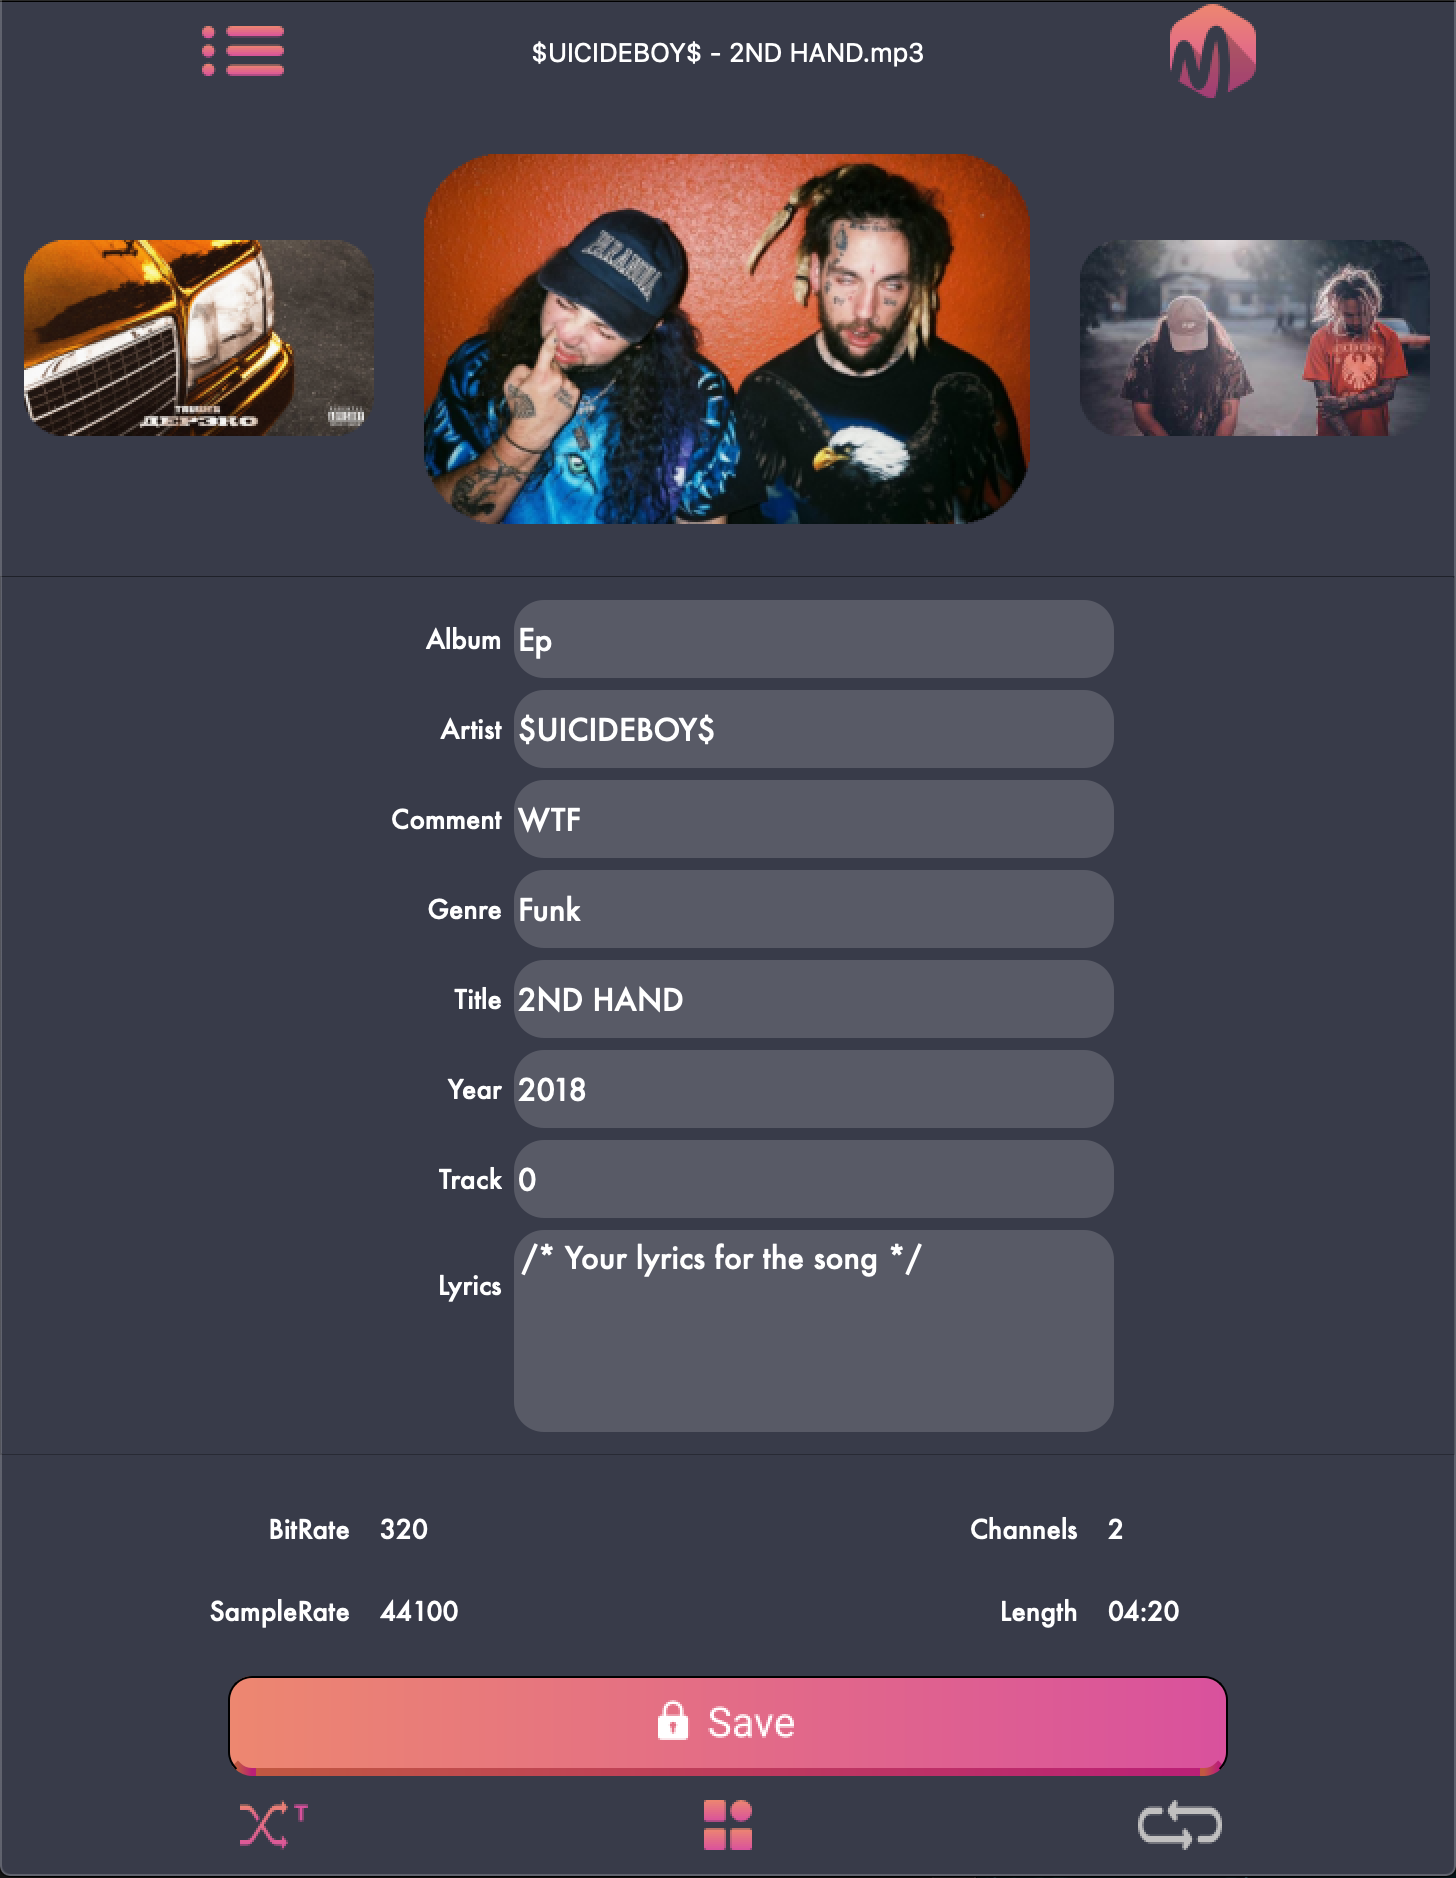 $UICIDEBOY$ - 2ND HAND.mp3
ДЕРЗКО
PARANOIA
Album Ep
Artist $UICIDEBOY$
Comment WTF
Genre Funk
Title 2ND HAND
Year 2018
Track 0
Lyrics /* Your lyrics for the song */
BitRate 320
Channels 2
SampleRate 44100
Length 04:20
Save
T